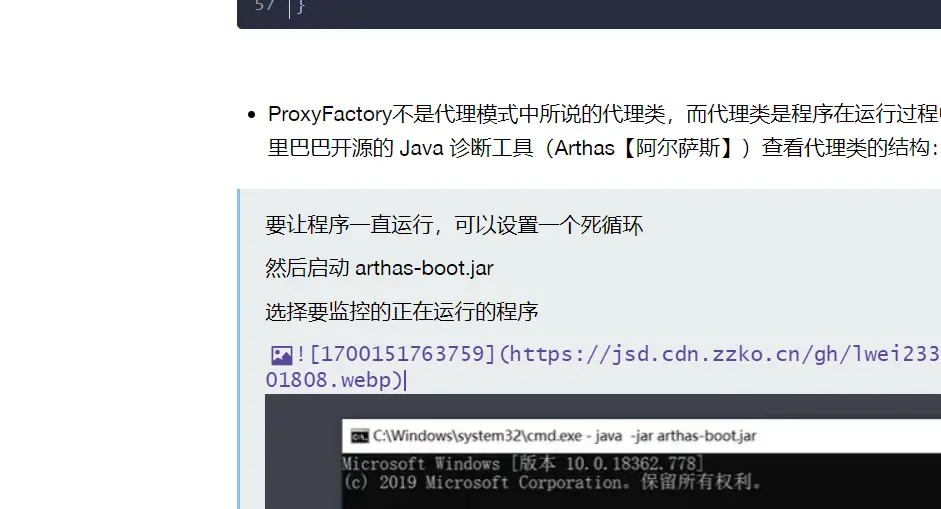 57 }
ProxyFactory不是代理模式中所说的代理类，而代理类是程序在运行过程
里巴巴开源的 Java 诊断工具（Arthas【阿尔萨斯】）查看代理类的结构：
要让程序一直运行，可以设置一个死循环
然后启动 arthas-boot.jar
选择要监控的正在运行的程序
![1700151763759](https://jsd.cdn.zzko.cn/gh/lwei233
01808.webp)
C:\Windows\system32\cmd.exe - java  -jar arthas-boot.jar
Microsoft Windows [版本 10.0.18362.778]
(c) 2019 Microsoft Corporation。保留所有权利。